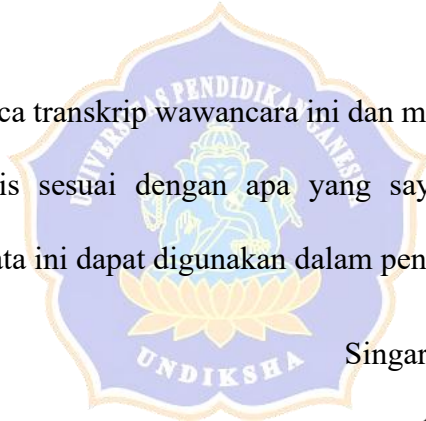 ca transkrip wawancara ini dan m
is sesuai dengan apa yang say
ata ini dapat digunakan dalam pen
Singar
UNIVERSITAS PENDIDIKAN GANESHA
UNDIKSHA